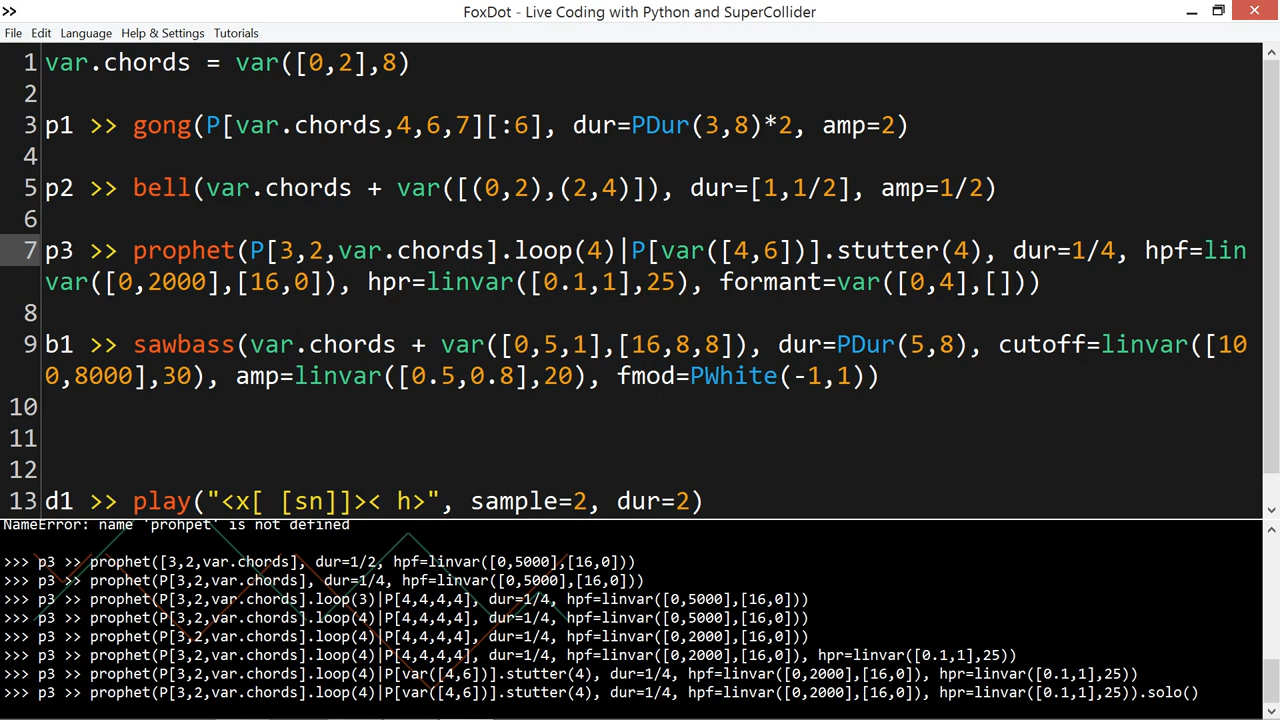 FoxDot - Live Coding with Python and SuperCollider
File Edit Language Help & Settings Tutorials
1 var.chords = var([0,2],8)
2
3 p1 >> gong(P[var.chords,4,6,7][:6], dur=PDur(3,8)*2, amp=2)
4
5 p2 >> bell(var.chords + var([(0,2),(2,4)]), dur=[1,1/2], amp=1/2)
6
7 p3 >> prophet(P[3,2,var.chords].loop(4)|P[var([4,6])].stutter(4), dur=1/4, hpf=lin
var([0,2000],[16,0]), hpr=linvar([0.1,1],25), formant=var([0,4],[]))
8
9 b1 >> sawbass(var.chords + var([0,5,1],[16,8,8]), dur=PDur(5,8), cutoff=linvar([10
0,8000],30), amp=linvar([0.5,0.8],20), fmod=PWhite(-1,1))
10
11
12
13 d1 >> play("<x[ [sn]]>< h>", sample=2, dur=2)
NameError: name 'prohpet' is not defined
>>> p3 >> prophet([3,2,var.chords], dur=1/2, hpf=linvar([0,5000],[16,0]))
>>> p3 >> prophet(P[3,2,var.chords], dur=1/4, hpf=linvar([0,5000],[16,0]))
>>> p3 >> prophet(P[3,2,var.chords].loop(3)|P[4,4,4,4], dur=1/4, hpf=linvar([0,5000],[16,0]))
>>> p3 >> prophet(P[3,2,var.chords].loop(4)|P[4,4,4,4], dur=1/4, hpf=linvar([0,5000],[16,0]))
>>> p3 >> prophet(P[3,2,var.chords].loop(4)|P[4,4,4,4], dur=1/4, hpf=linvar([0,2000],[16,0]))
>>> p3 >> prophet(P[3,2,var.chords].loop(4)|P[4,4,4,4], dur=1/4, hpf=linvar([0,2000],[16,0]), hpr=linvar([0.1,1],25))
>>> p3 >> prophet(P[3,2,var.chords].loop(4)|P[var([4,6])].stutter(4), dur=1/4, hpf=linvar([0,2000],[16,0]), hpr=linvar([0.1,1],25))
>>> p3 >> prophet(P[3,2,var.chords].loop(4)|P[var([4,6])].stutter(4), dur=1/4, hpf=linvar([0,2000],[16,0]), hpr=linvar([0.1,1],25)).solo()